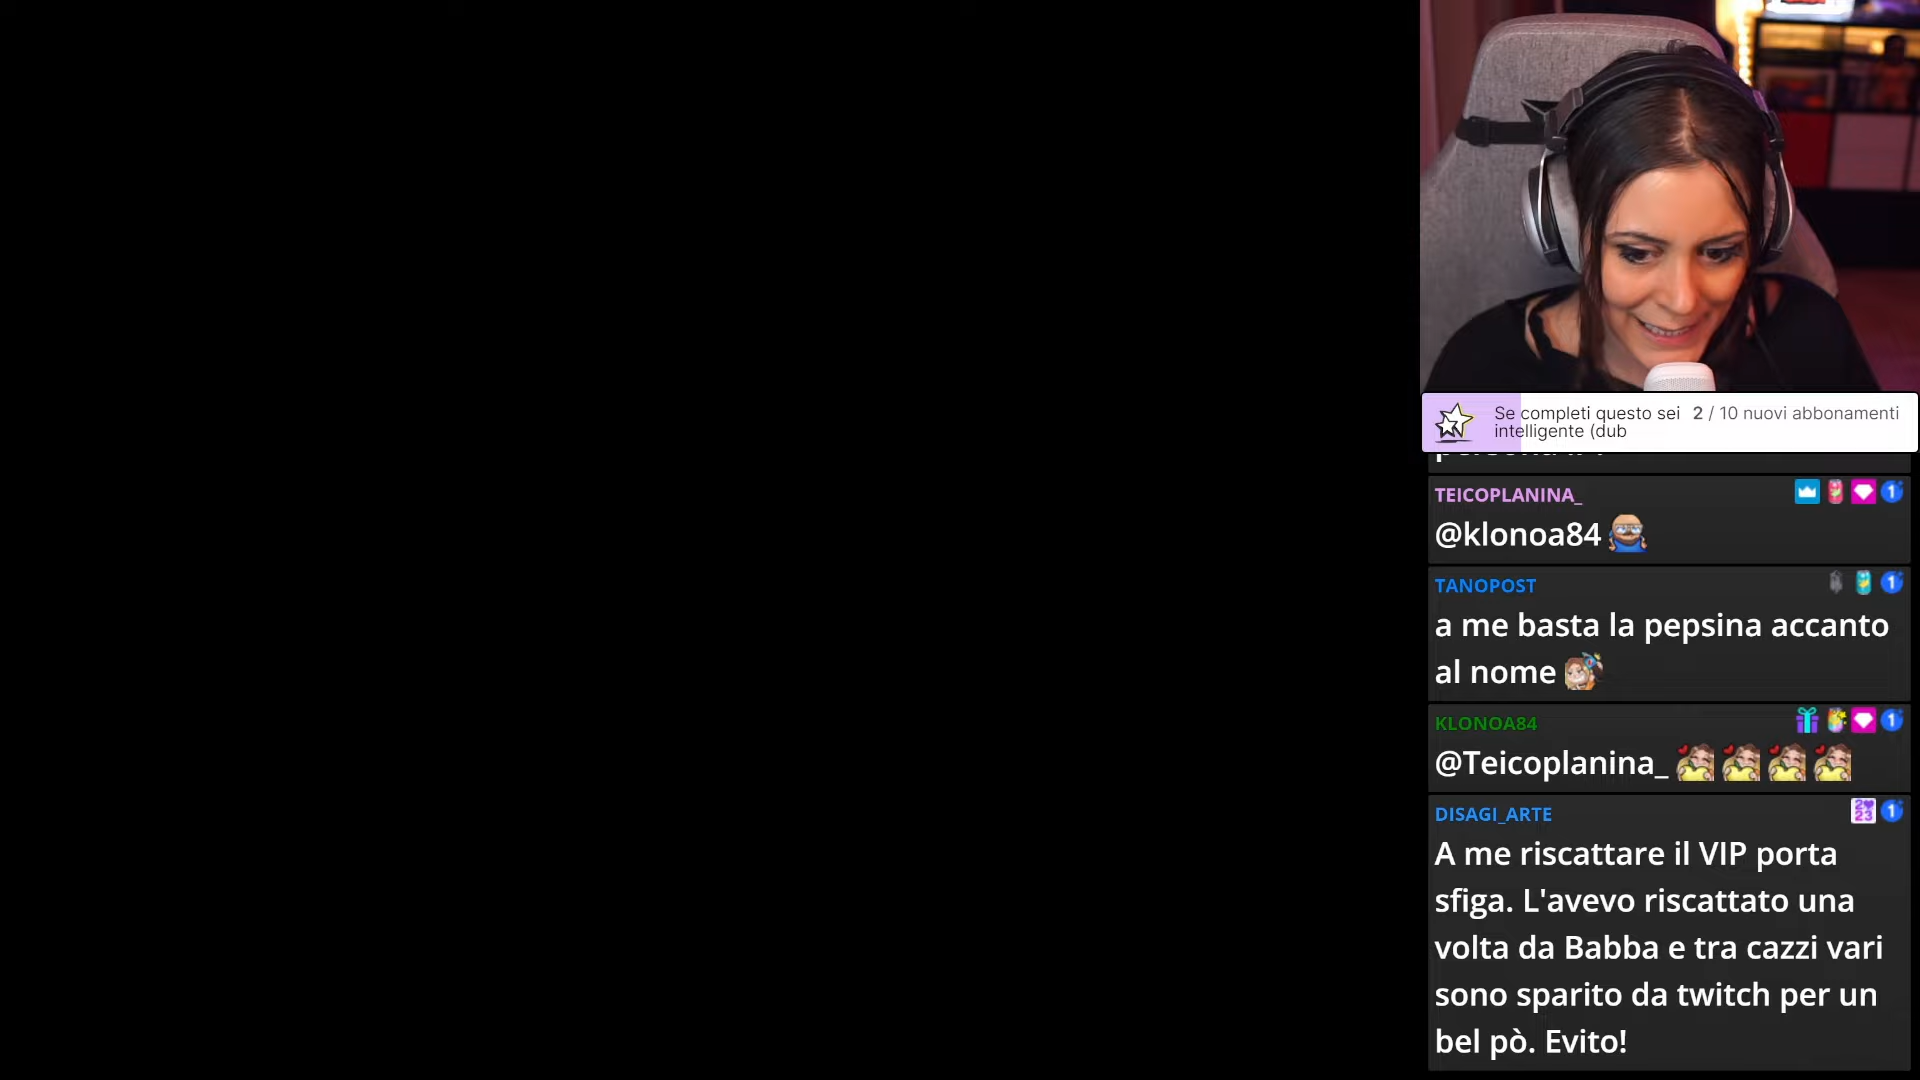 Se completi questo sei 2 / 10 nuovi abbonamenti
intelligente (dub
TEICOPLANINA_
@klonoa84
TANOPOST
a me basta la pepsina accanto
al nome
KLONOA84
@Teicoplanina_
DISAGI_ARTE
A me riscattare il VIP porta
sfiga. L'avevo riscattato una
volta da Babba e tra cazzi vari
sono sparito da twitch per un
bel pò. Evito!